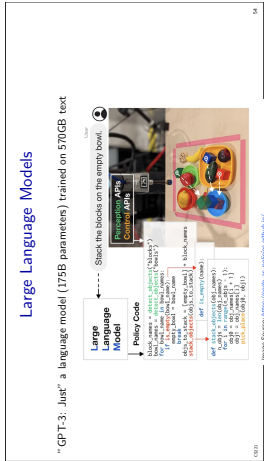 Large Language Models
"GPT-3: Just" a language model (175B parameters) trained on 570GB text
User
Stack the blocks on the empty bowl.
Large
Language
Model
Perception APIs
Control APIs
Policy Code
block_names = detect_objects("blocks")
bowl_names = detect_objects("bowls")
for bowl_name in bowl_names:
if is_empty(bowl_name):
empty_bowl = bowl_name
break
objs_to_stack = [empty_bowl] + block_names
stack_objects(objs_to_stack)
def is_empty(name):
def stack_objects(obj_names):
n_objs = len(obj_names)
for i in range(n_objs - 1):
obj0 = obj_names[i + 1]
obj1 = obj_names[i]
pick_place(obj0, obj1)
54